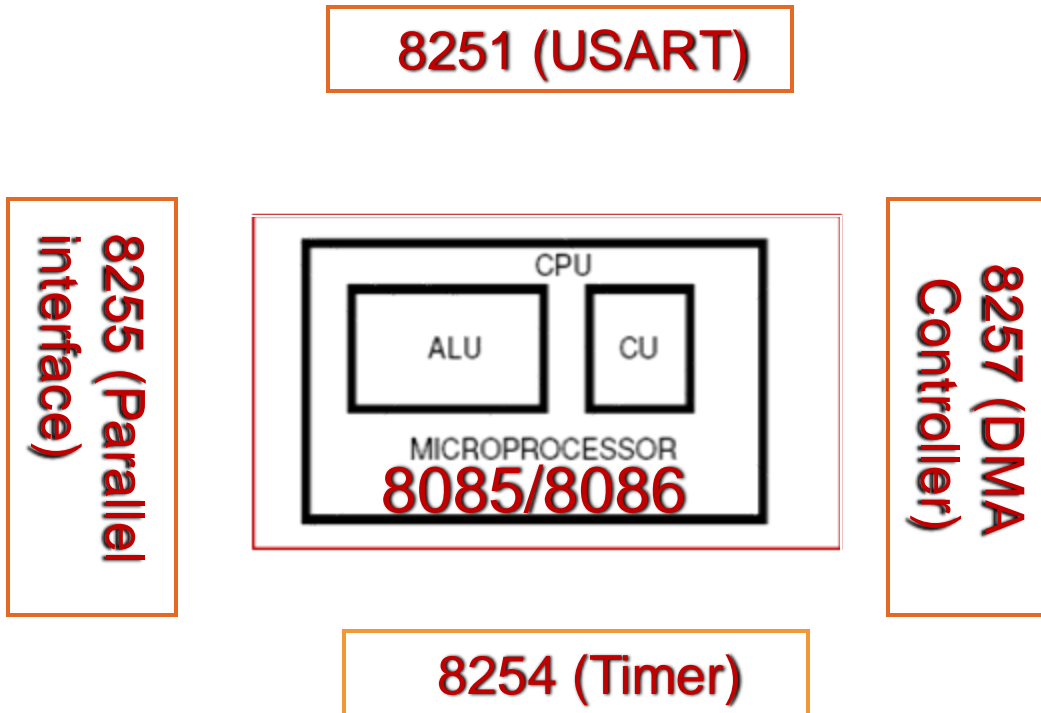 8251 (USART)
8255 (Parallel
interface)
CPU
ALU
CU
MICROPROCESSOR
8085/8086
8257 (DMA
Controller)
8254 (Timer)